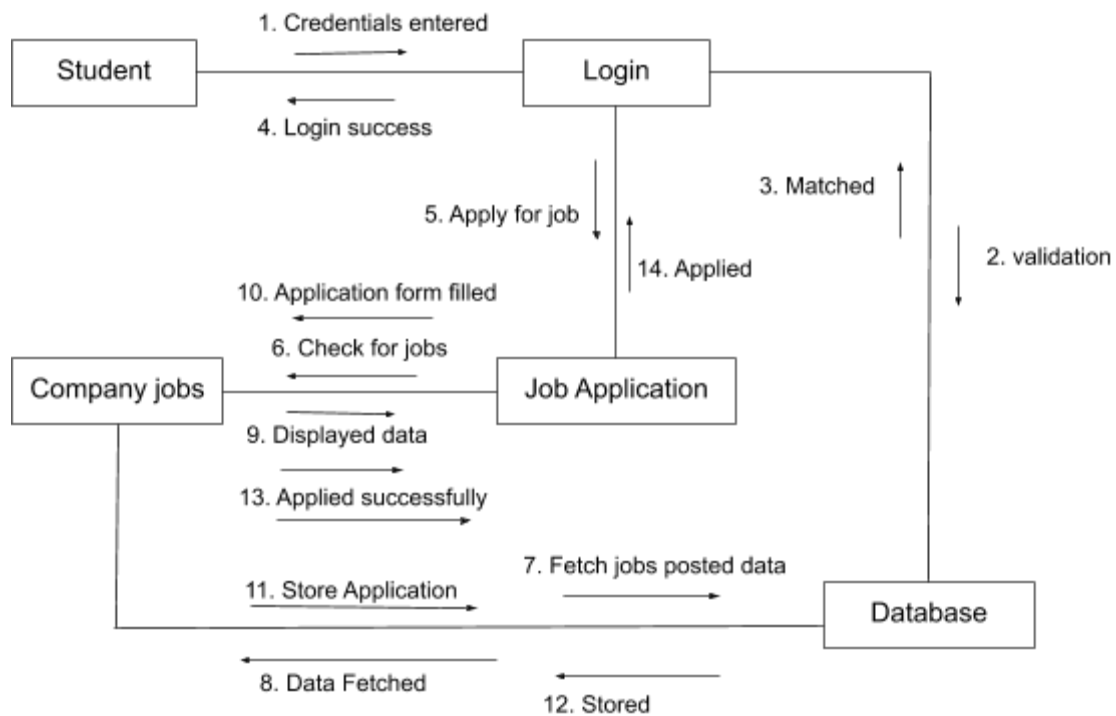 1. Credentials entered
Student
Login
4. Login success
3. Matched
5. Apply for job
2. validation
14. Applied
10. Application form filled
6. Check for jobs
Company jobs
Job Application
9. Displayed data
13. Applied successfully
7. Fetch jobs posted data
11. Store Application
Database
8. Data Fetched
12. Stored